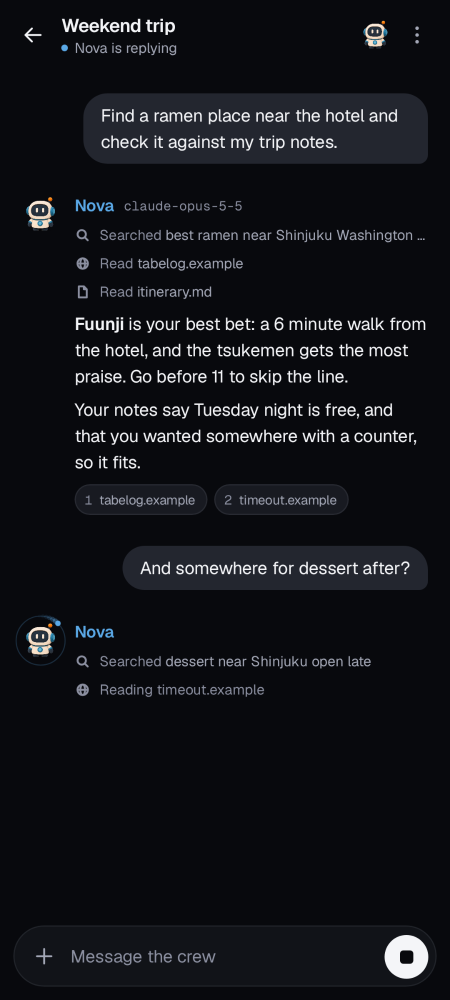 Weekend trip
Nova is replying
Find a ramen place near the hotel and
check it against my trip notes.
Nova claude-opus-5-5
Searched best ramen near Shinjuku Washington ...
Read tabelog.example
Read itinerary.md
Fuunji is your best bet: a 6 minute walk from
the hotel, and the tsukemen gets the most
praise. Go before 11 to skip the line.
Your notes say Tuesday night is free, and
that you wanted somewhere with a counter,
so it fits.
1 tabelog.example 2 timeout.example
And somewhere for dessert after?
Nova
Searched dessert near Shinjuku open late
Reading timeout.example
Message the crew